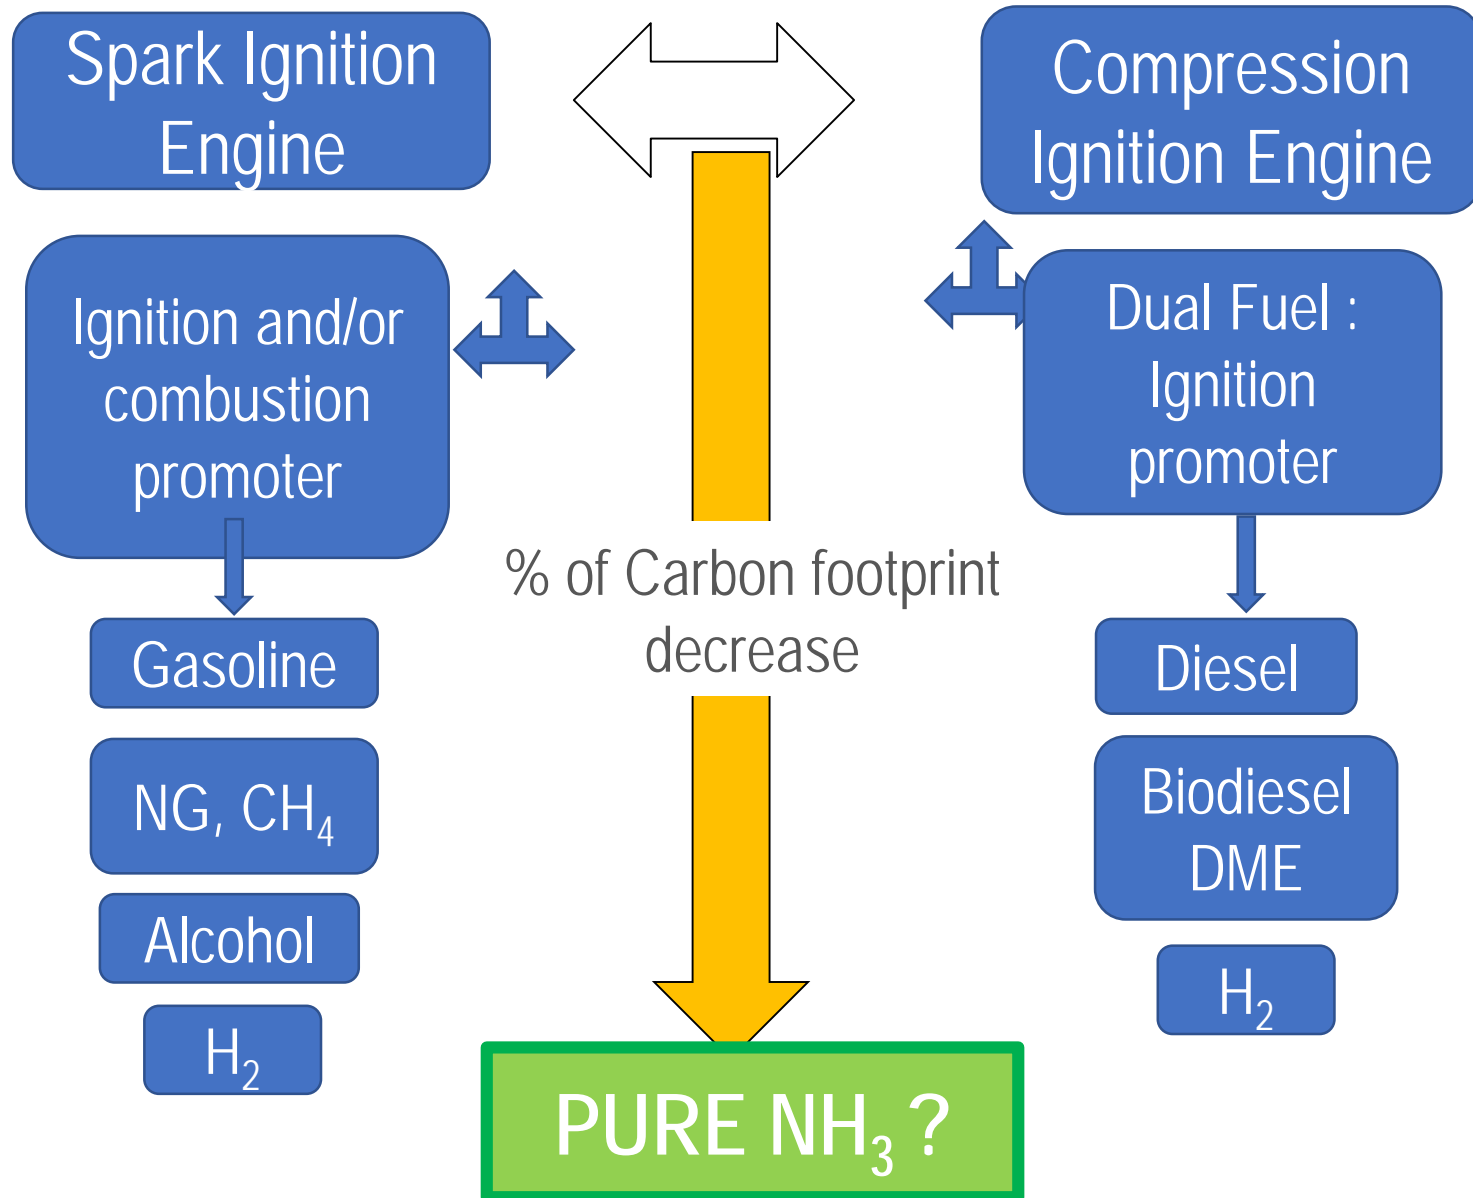 Spark Ignition
Engine
Compression
Ignition Engine
Ignition and/or
combustion
promoter
Dual Fuel :
Ignition
promoter
% of Carbon footprint
decrease
Gasoline
NG, CH₄
Alcohol
H₂
Diesel
Biodiesel
DME
H₂
PURE NH₃ ?